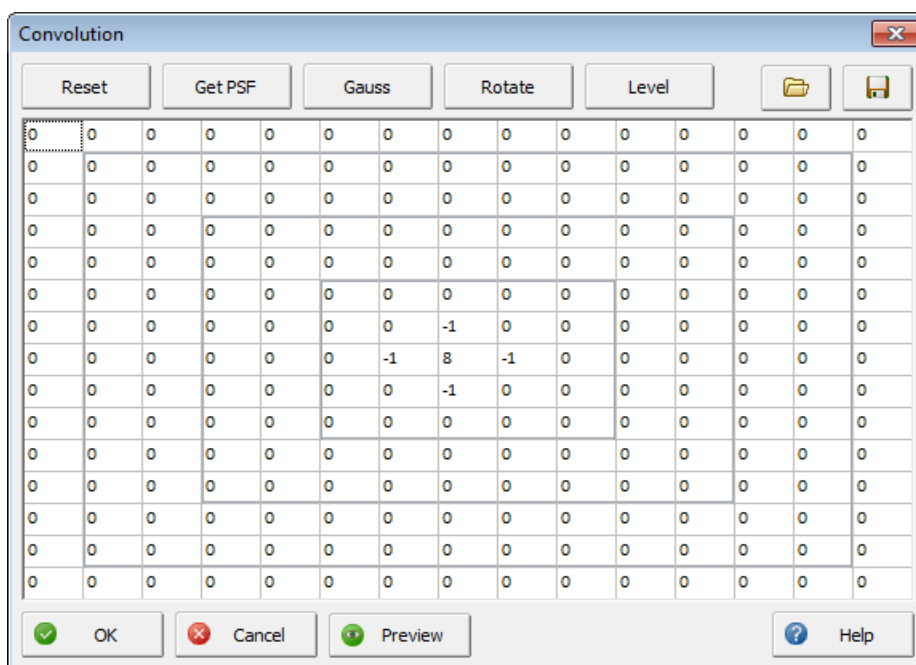 Convolution
Reset Get PSF Gauss Rotate Level
0 0 0 0 0 0 0 0 0 0 0 0 0 0 0
0 0 0 0 0 0 0 0 0 0 0 0 0 0 0
0 0 0 0 0 0 0 0 0 0 0 0 0 0 0
0 0 0 0 0 0 0 0 0 0 0 0 0 0 0
0 0 0 0 0 0 0 0 0 0 0 0 0 0 0
0 0 0 0 0 0 0 0 0 0 0 0 0 0 0
0 0 0 0 0 0 0 -1 0 0 0 0 0 0 0
0 0 0 0 0 0 -1 8 -1 0 0 0 0 0 0
0 0 0 0 0 0 0 -1 0 0 0 0 0 0 0
0 0 0 0 0 0 0 0 0 0 0 0 0 0 0
0 0 0 0 0 0 0 0 0 0 0 0 0 0 0
0 0 0 0 0 0 0 0 0 0 0 0 0 0 0
0 0 0 0 0 0 0 0 0 0 0 0 0 0 0
0 0 0 0 0 0 0 0 0 0 0 0 0 0 0
0 0 0 0 0 0 0 0 0 0 0 0 0 0 0
OK Cancel Preview Help